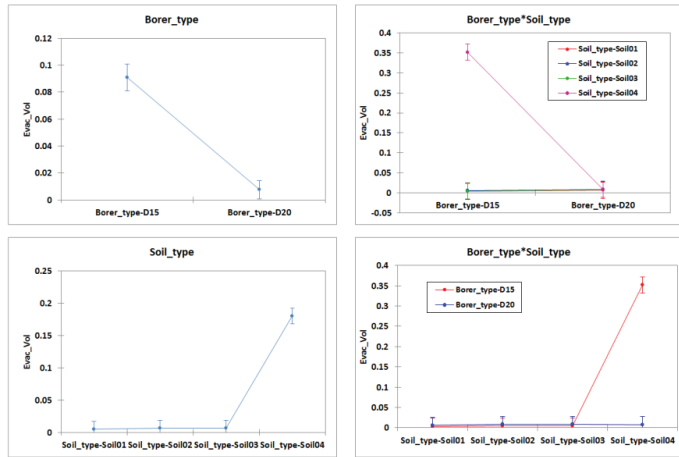 Borer_type
0.12
0.1
0.08
0.06
0.04
0.02
0
Evac_Vol
Borer_type-D15
Borer_type-D20
Borer_type*Soil_type
0.4
0.35
0.3
0.25
0.2
0.15
0.1
0.05
0
-0.05
Evac_Vol
Soil_type-Soil01
Soil_type-Soil02
Soil_type-Soil03
Soil_type-Soil04
Borer_type-D15
Borer_type-D20
Soil_type
0.25
0.2
0.15
0.1
0.05
0
Evac_Vol
Soil_type-Soil01
Soil_type-Soil02
Soil_type-Soil03
Soil_type-Soil04
Borer_type*Soil_type
0.4
0.35
0.3
0.25
0.2
0.15
0.1
0.05
0
Evac_Vol
Borer_type-D15
Borer_type-D20
Soil_type-Soil01
Soil_type-Soil02
Soil_type-Soil03
Soil_type-Soil04